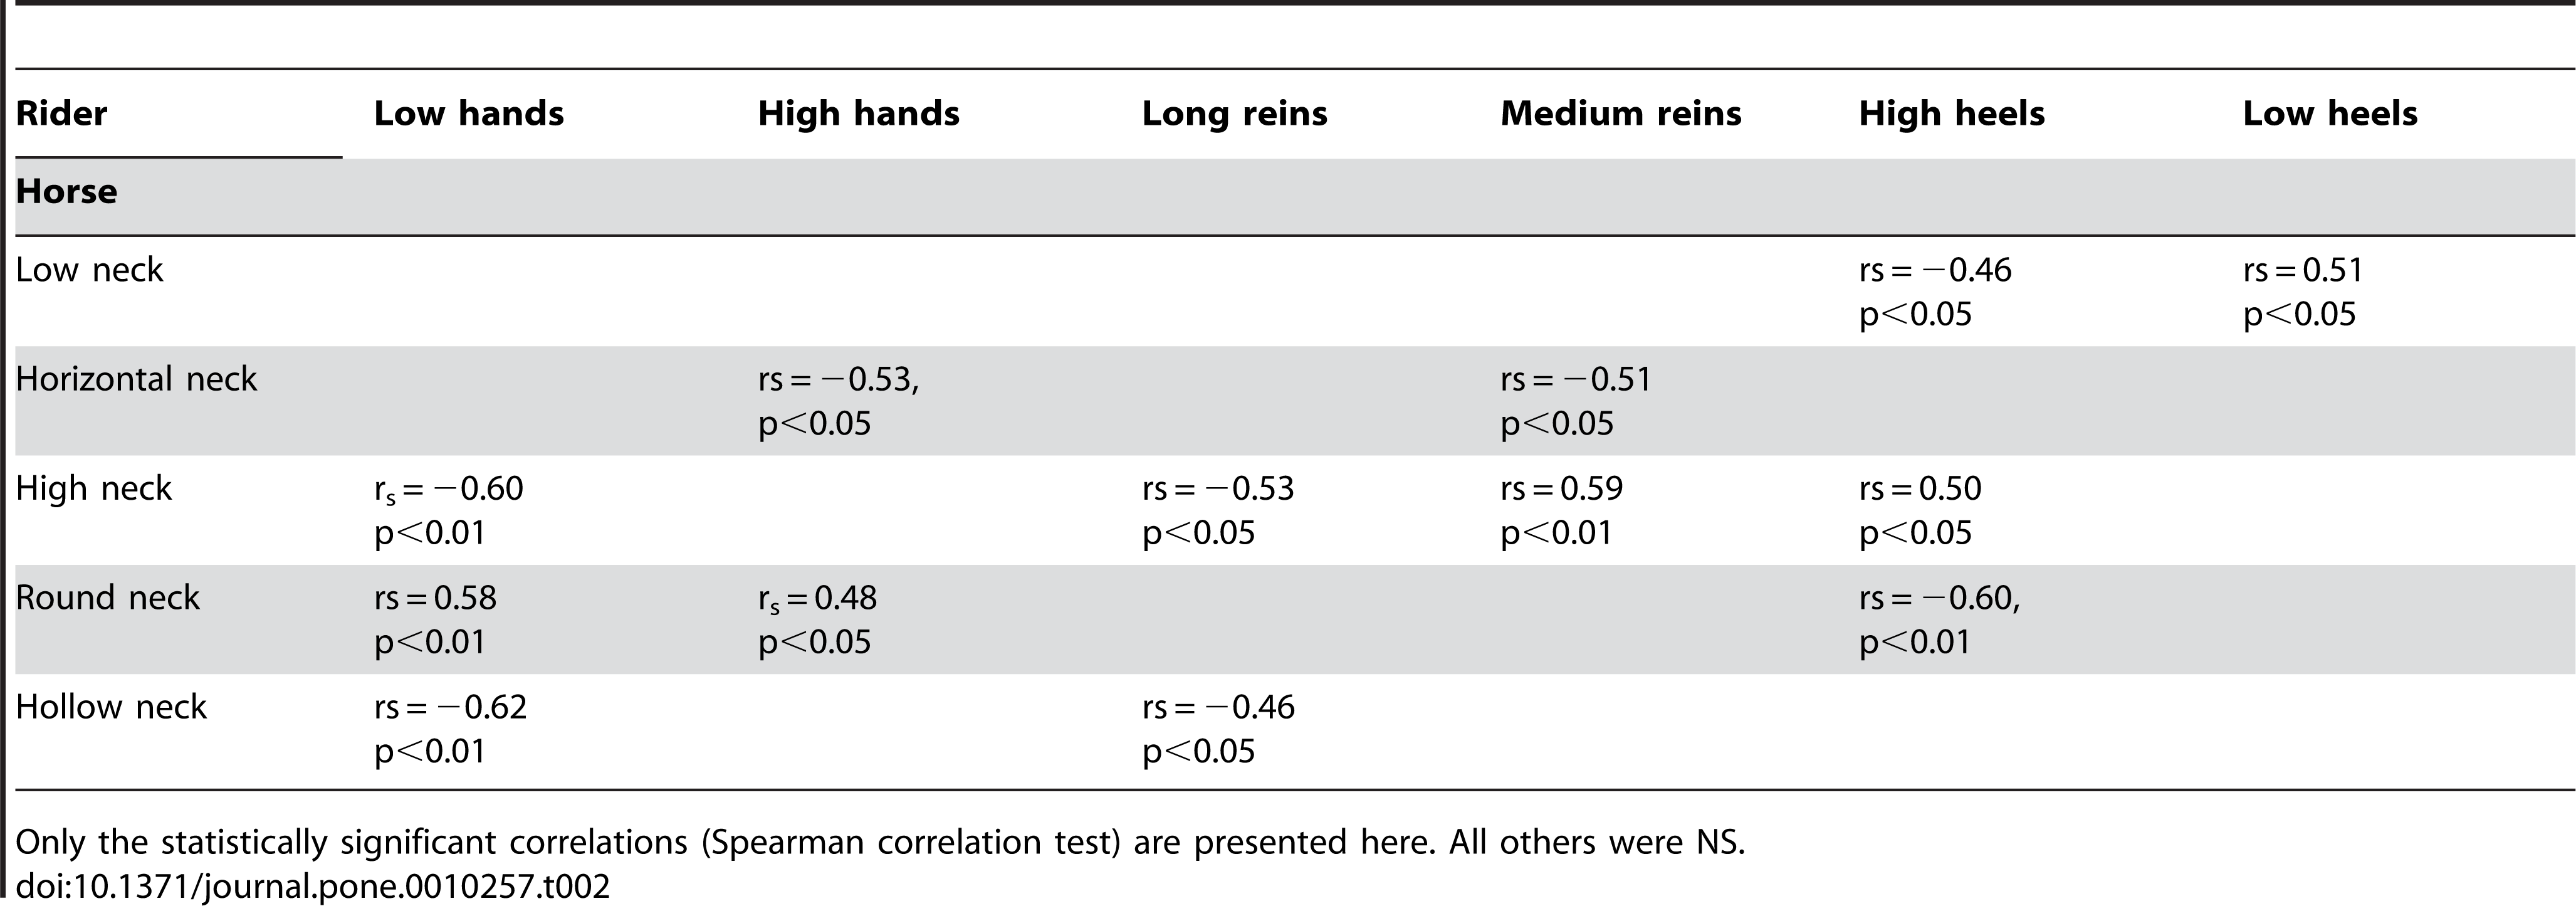 Rider Low hands High hands Long reins Medium reins High heels Low heels
Horse
Low neck rs = −0.46 rs = 0.51
p<0.05 p<0.05
Horizontal neck rs = −0.53, rs = −0.51
p<0.05 p<0.05
High neck rs = −0.60 rs = −0.53 rs = 0.59 rs = 0.50
p<0.01 p<0.05 p<0.01 p<0.05
Round neck rs = 0.58 rs = 0.48 rs = −0.60,
p<0.01 p<0.05 p<0.01
Hollow neck rs = −0.62 rs = −0.46
p<0.01 p<0.05
Only the statistically significant correlations (Spearman correlation test) are presented here. All others were NS.
doi:10.1371/journal.pone.0010257.t002